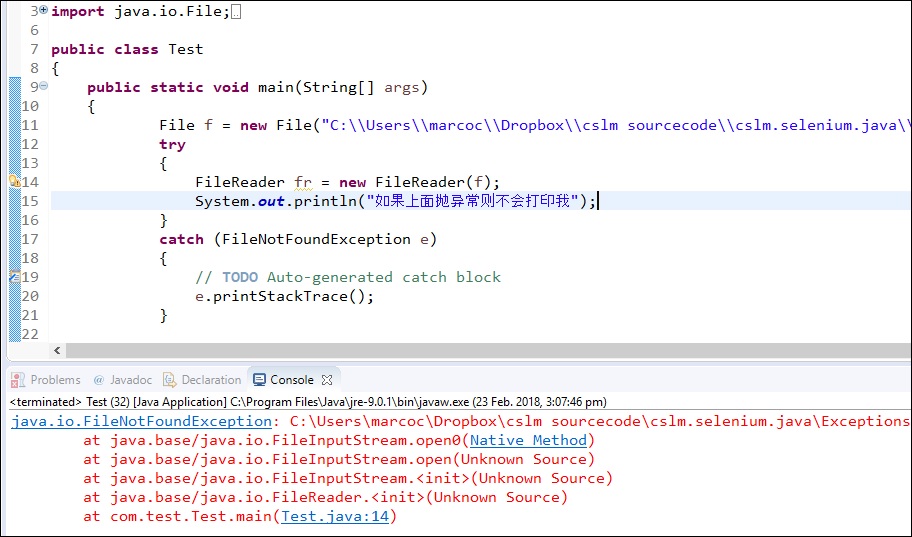 3 import java.io.File;
6
7 public class Test
8 {
9 public static void main(String[] args)
10 {
11 File f = new File("C:\\Users\\marcoc\\Dropbox\\cslm sourcecode\\cslm.selenium.java\\
12 try
13 {
14 FileReader fr = new FileReader(f);
15 System.out.println("如果上面抛异常则不会打印我");
16 }
17 catch (FileNotFoundException e)
18 {
19 // TODO Auto-generated catch block
20 e.printStackTrace();
21 }
22
Problems @ Javadoc Declaration Console
<terminated> Test (32) [Java Application] C:\Program Files\Java\jre-9.0.1\bin\javaw.exe (23 Feb. 2018, 3:07:46 pm)
java.io.FileNotFoundException: C:\Users\marcoc\Dropbox\cslm sourcecode\cslm.selenium.java\Exceptions
at java.base/java.io.FileInputStream.open0(Native Method)
at java.base/java.io.FileInputStream.open(Unknown Source)
at java.base/java.io.FileInputStream.<init>(Unknown Source)
at java.base/java.io.FileReader.<init>(Unknown Source)
at com.test.Test.main(Test.java:14)